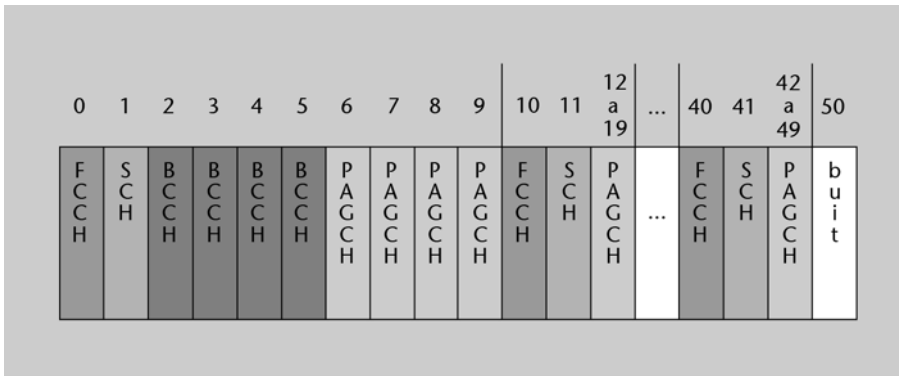 0 1 2 3 4 5 6 7 8 9 10 11 12 a 19 ... 40 41 42 a 49 50
FCCH SCH BCCH BCCH BCCH BCCH PAGCH PAGCH PAGCH PAGCH FCCH SCH PAGCH ... FCCH SCH PAGCH buit